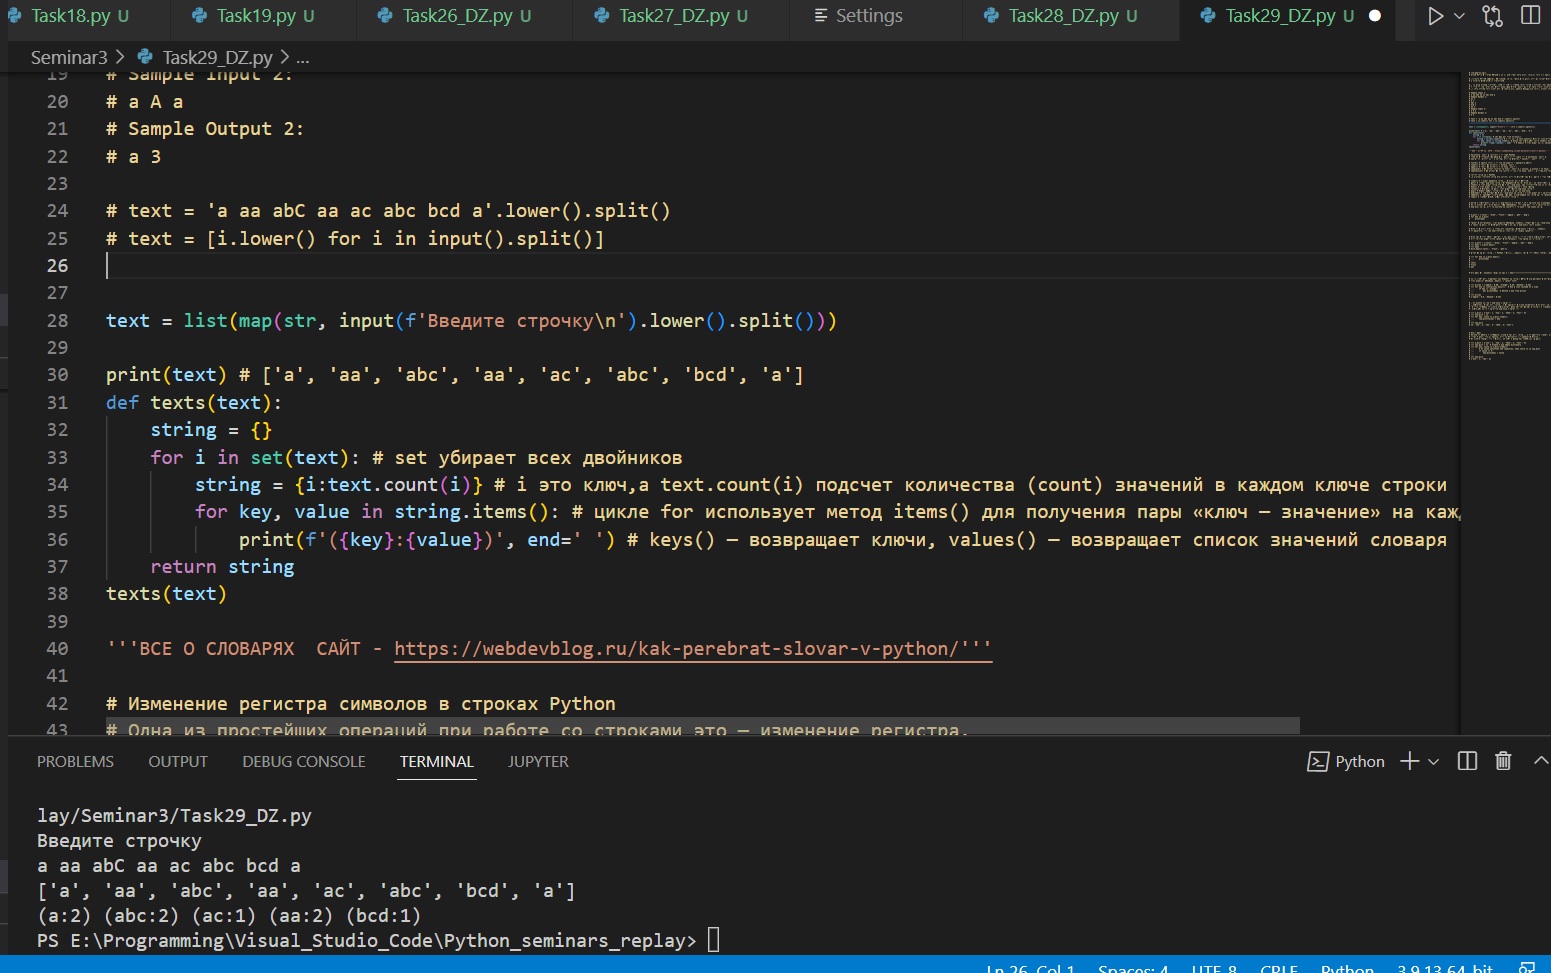 Task18.py U Task19.py U Task26_DZ.py U Task27_DZ.py U Settings Task28_DZ.py U Task29_DZ.py U
Seminar3 > Task29_DZ.py > ...
19 # Sample Input 2:
20 # a A a
21 # Sample Output 2:
22 # a 3
23
24 # text = 'a aa abC aa ac abc bcd a'.lower().split()
25 # text = [i.lower() for i in input().split()]
26
27
28 text = list(map(str, input(f'Введите строчку\n').lower().split()))
29
30 print(text) # ['a', 'aa', 'abc', 'aa', 'ac', 'abc', 'bcd', 'a']
31 def texts(text):
32 string = {}
33 for i in set(text): # set убирает всех двойников
34 string = {i:text.count(i)} # i это ключ,а text.count(i) подсчет количества (count) значений в каждом ключе строки
35 for key, value in string.items(): # цикле for использует метод items() для получения пары «ключ — значение» на каж
36 print(f'({key}:{value})', end=' ') # keys() — возвращает ключи, values() — возвращает список значений словаря
37 return string
38 texts(text)
39
40 '''ВСЕ О СЛОВАРЯХ  САЙТ - https://webdevblog.ru/kak-perebrat-slovar-v-python/'''
41
42 # Изменение регистра символов в строках Python
43 # Одна из простейших операций при работе со строками это — изменение регистра.
PROBLEMS OUTPUT DEBUG CONSOLE TERMINAL JUPYTER Python
lay/Seminar3/Task29_DZ.py
Введите строчку
a aa abC aa ac abc bcd a
['a', 'aa', 'abc', 'aa', 'ac', 'abc', 'bcd', 'a']
(a:2) (abc:2) (ac:1) (aa:2) (bcd:1)
PS E:\Programming\Visual_Studio_Code\Python_seminars_replay>
Ln 26, Col 1 Spaces: 4 UTF-8 CRLF Python 3.9.13 64-bit